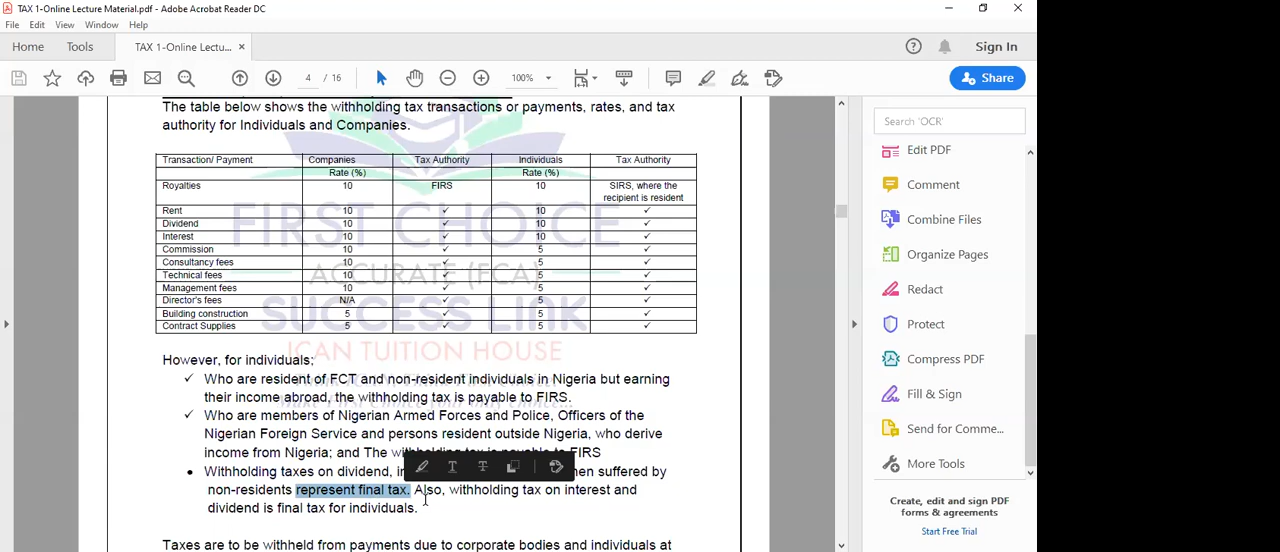 TAX 1-Online Lecture Material.pdf - Adobe Acrobat Reader DC
File Edit View Window Help
Home Tools TAX 1-Online Lectu... × ? Sign In
4 / 16 100% Share
The table below shows the withholding tax transactions or payments, rates, and tax
authority for Individuals and Companies.
Transaction/ Payment Companies Tax Authority Individuals Tax Authority
Rate (%) Rate (%)
Royalties 10 FIRS 10 SIRS, where the
recipient is resident
Rent 10 ✓ 10 ✓
Dividend 10 ✓ 10 ✓
Interest 10 ✓ 10 ✓
Commission 10 ✓ 5 ✓
Consultancy fees 10 ✓ 5 ✓
Technical fees 10 ✓ 5 ✓
Management fees 10 ✓ 5 ✓
Director's fees N/A ✓ 5 ✓
Building construction 5 ✓ 5 ✓
Contract Supplies 5 ✓ 5 ✓
FIRST CHOICE
ACCURATE (FCA)
SUCCESS LINK
ICAN TUITION HOUSE
However, for individuals;
✓ Who are resident of FCT and non-resident individuals in Nigeria but earning
their income abroad, the withholding tax is payable to FIRS.
✓ Who are members of Nigerian Armed Forces and Police, Officers of the
Nigerian Foreign Service and persons resident outside Nigeria, who derive
income from Nigeria; and The withholding tax is payable to FIRS
• Withholding taxes on dividend, suffered by
non-residents represent final tax. Also, withholding tax on interest and
dividend is final tax for individuals.
Taxes are to be withheld from payments due to corporate bodies and individuals at
Search 'OCR'
Edit PDF
Comment
Combine Files
Organize Pages
Redact
Protect
Compress PDF
Fill & Sign
Send for Comme...
More Tools
Create, edit and sign PDF
forms & agreements
Start Free Trial